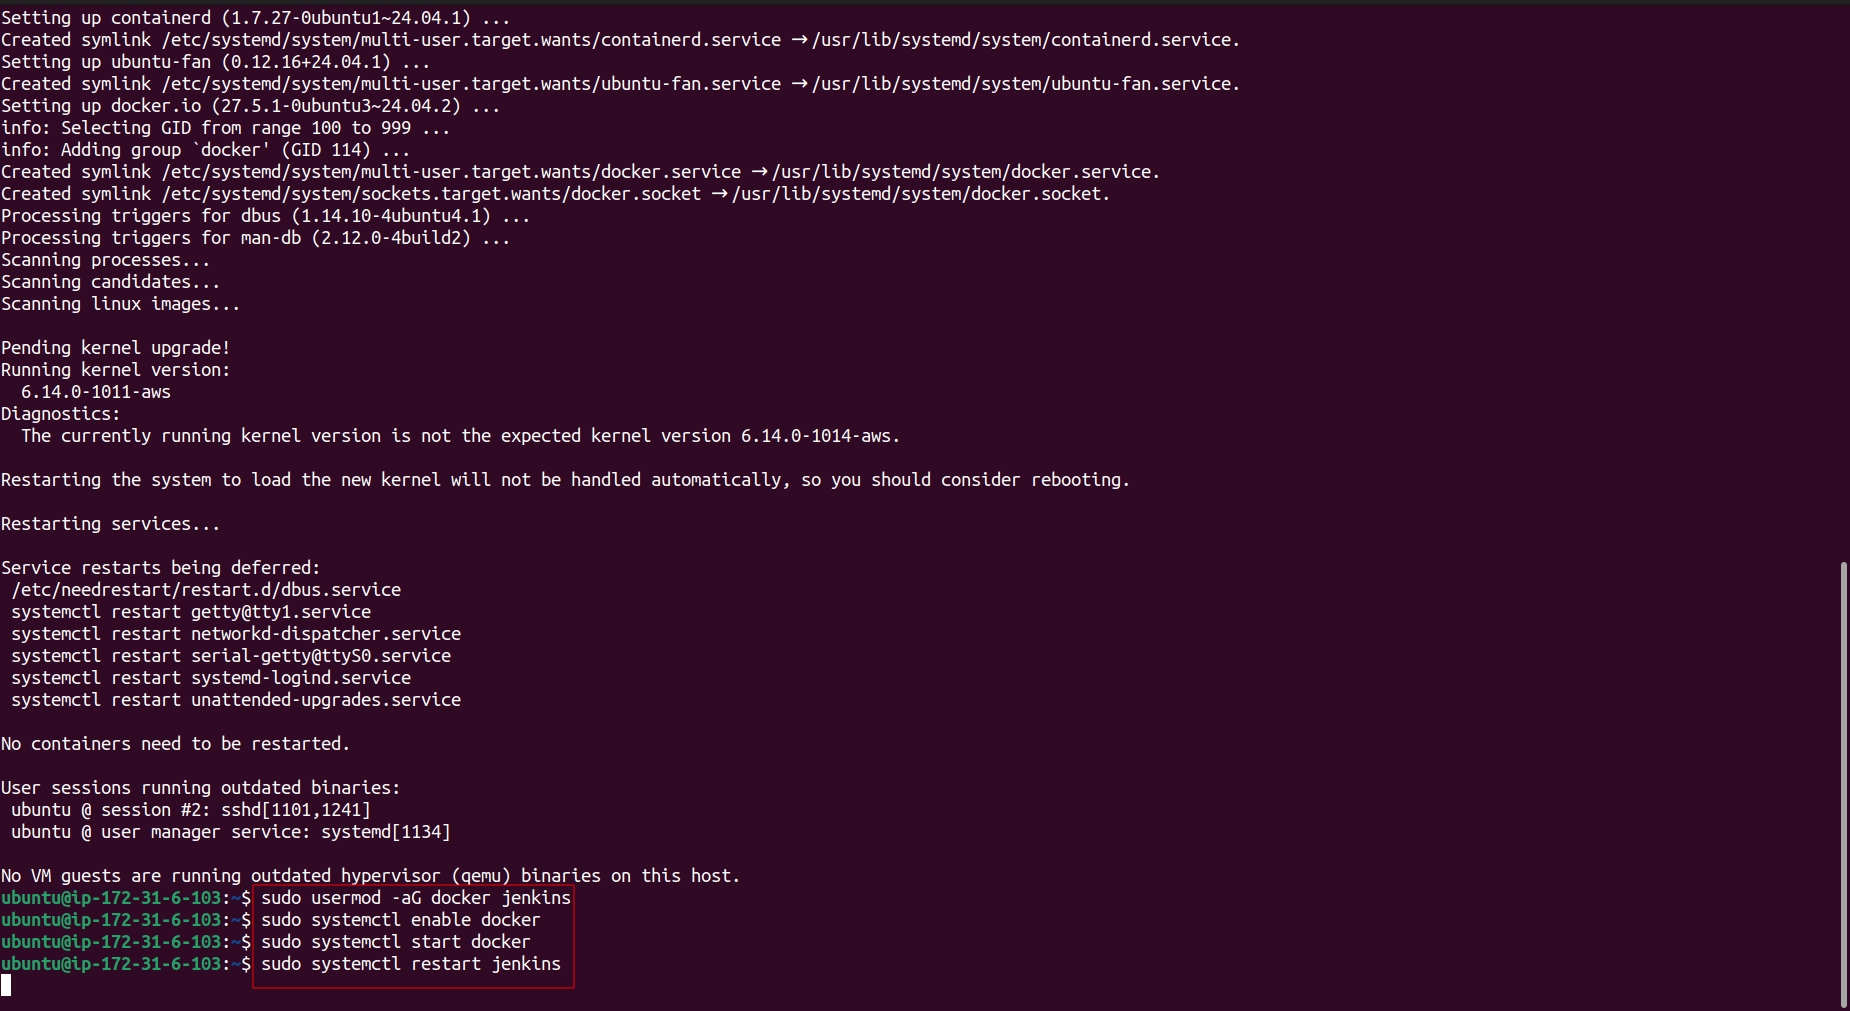 Setting up containerd (1.7.27-0ubuntu1~24.04.1) ...
Created symlink /etc/systemd/system/multi-user.target.wants/containerd.service → /usr/lib/systemd/system/containerd.service.
Setting up ubuntu-fan (0.12.16+24.04.1) ...
Created symlink /etc/systemd/system/multi-user.target.wants/ubuntu-fan.service → /usr/lib/systemd/system/ubuntu-fan.service.
Setting up docker.io (27.5.1-0ubuntu3~24.04.2) ...
info: Selecting GID from range 100 to 999 ...
info: Adding group `docker' (GID 114) ...
Created symlink /etc/systemd/system/multi-user.target.wants/docker.service → /usr/lib/systemd/system/docker.service.
Created symlink /etc/systemd/system/sockets.target.wants/docker.socket → /usr/lib/systemd/system/docker.socket.
Processing triggers for dbus (1.14.10-4ubuntu4.1) ...
Processing triggers for man-db (2.12.0-4build2) ...
Scanning processes...
Scanning candidates...
Scanning linux images...
Pending kernel upgrade!
Running kernel version:
  6.14.0-1011-aws
Diagnostics:
  The currently running kernel version is not the expected kernel version 6.14.0-1014-aws.
Restarting the system to load the new kernel will not be handled automatically, so you should consider rebooting.
Restarting services...
Service restarts being deferred:
 /etc/needrestart/restart.d/dbus.service
 systemctl restart getty@tty1.service
 systemctl restart networkd-dispatcher.service
 systemctl restart serial-getty@ttyS0.service
 systemctl restart systemd-logind.service
 systemctl restart unattended-upgrades.service
No containers need to be restarted.
User sessions running outdated binaries:
 ubuntu @ session #2: sshd[1101,1241]
 ubuntu @ user manager service: systemd[1134]
No VM guests are running outdated hypervisor (qemu) binaries on this host.
ubuntu@ip-172-31-6-103:~$ sudo usermod -aG docker jenkins
ubuntu@ip-172-31-6-103:~$ sudo systemctl enable docker
ubuntu@ip-172-31-6-103:~$ sudo systemctl start docker
ubuntu@ip-172-31-6-103:~$ sudo systemctl restart jenkins